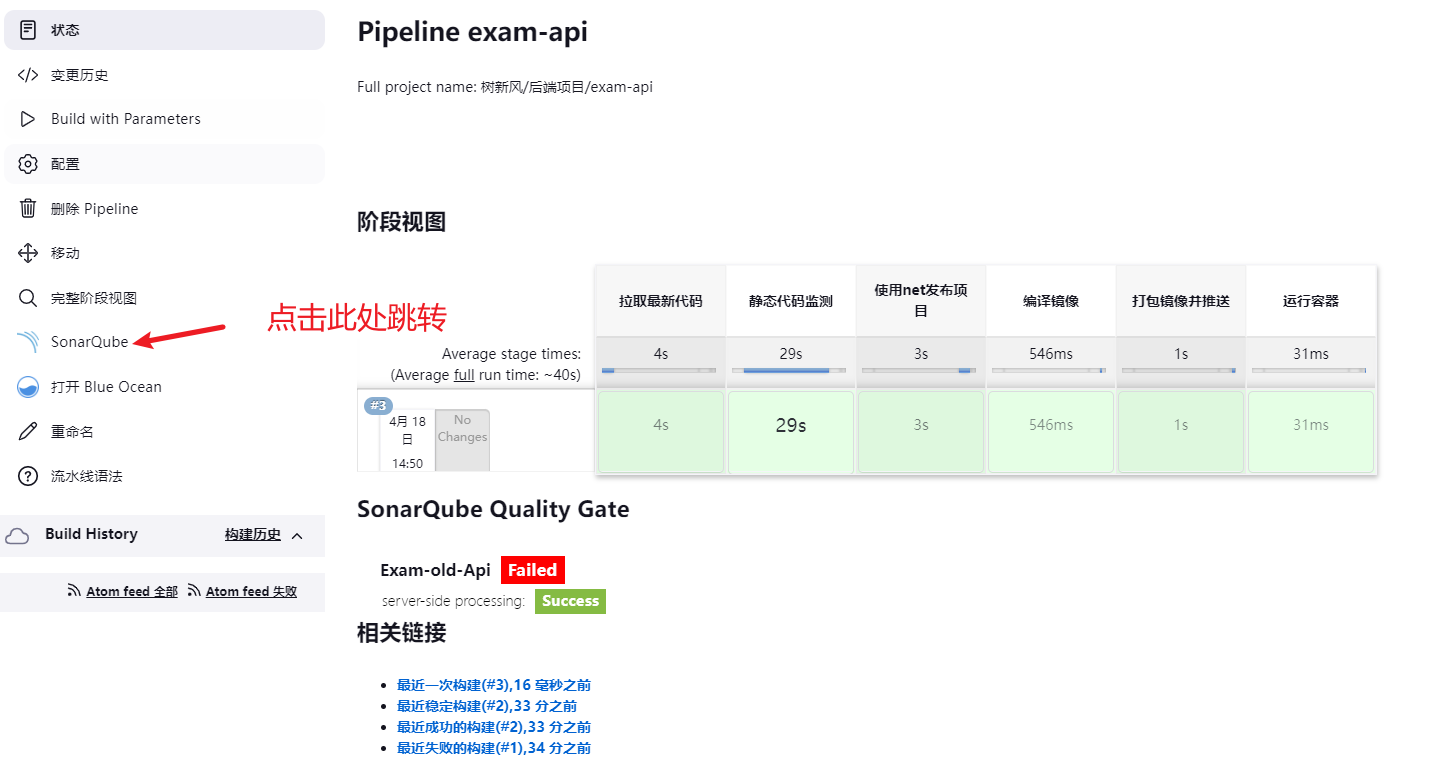 状态
变更历史
Build with Parameters
配置
删除 Pipeline
移动
完整阶段视图
SonarQube
打开 Blue Ocean
重命名
流水线语法
Build History 构建历史
Atom feed 全部 Atom feed 失败
点击此处跳转
Pipeline exam-api
Full project name: 树新风/后端项目/exam-api
阶段视图
拉取最新代码 静态代码监测 使用net发布项 编译镜像 打包镜像并推送 运行容器
目
Average stage times: 4s 29s 3s 546ms 1s 31ms
(Average full run time: ~40s)
#3
4月 18 No
日 Changes
14:50
4s 29s 3s 546ms 1s 31ms
SonarQube Quality Gate
Exam-old-Api Failed
server-side processing: Success
相关链接
最近一次构建(#3),16 毫秒之前
最近稳定构建(#2),33 分之前
最近成功的构建(#2),33 分之前
最近失败的构建(#1),34 分之前